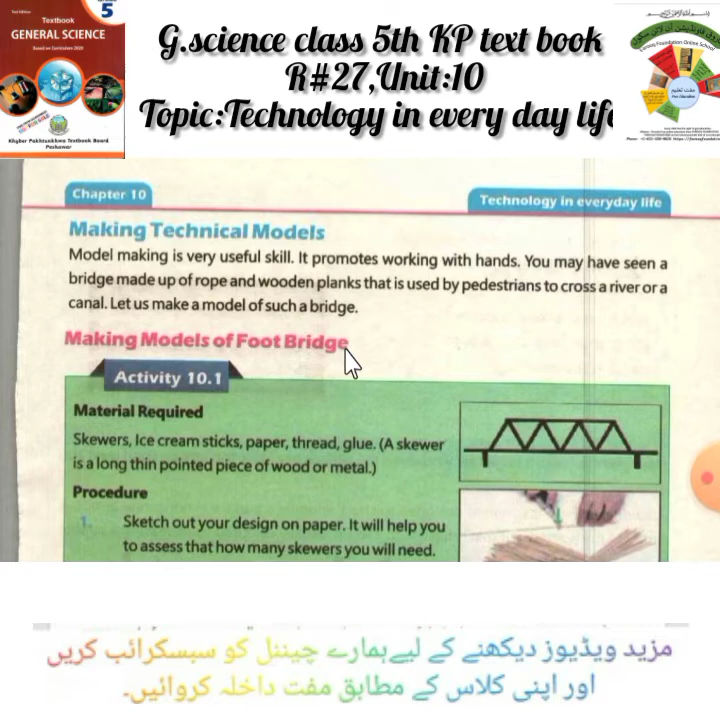 Textbook
5
GENERAL SCIENCE
Based on Curriculum 2020
Khyber Pakhtunkhwa Textbook Board
Peshawar
G.science class 5th KP text book
R#27,Unit:10
Topic:Technology in every day life
Chapter 10
Technology in everyday life
Making Technical Models
Model making is very useful skill. It promotes working with hands. You may have seen a
bridge made up of rope and wooden planks that is used by pedestrians to cross a river or a
canal. Let us make a model of such a bridge.
Making Models of Foot Bridge
Activity 10.1
Material Required
Skewers, Ice cream sticks, paper, thread, glue. (A skewer
is a long thin pointed piece of wood or metal.)
Procedure
1. Sketch out your design on paper. It will help you
to assess that how many skewers you will need.
مزید ویڈیوز دیکھنے کے لیے ہمارے چیننل کو سبسکرائب کریں
اور اپنی کلاس کے مطابق مفت داخلہ کروائیں۔